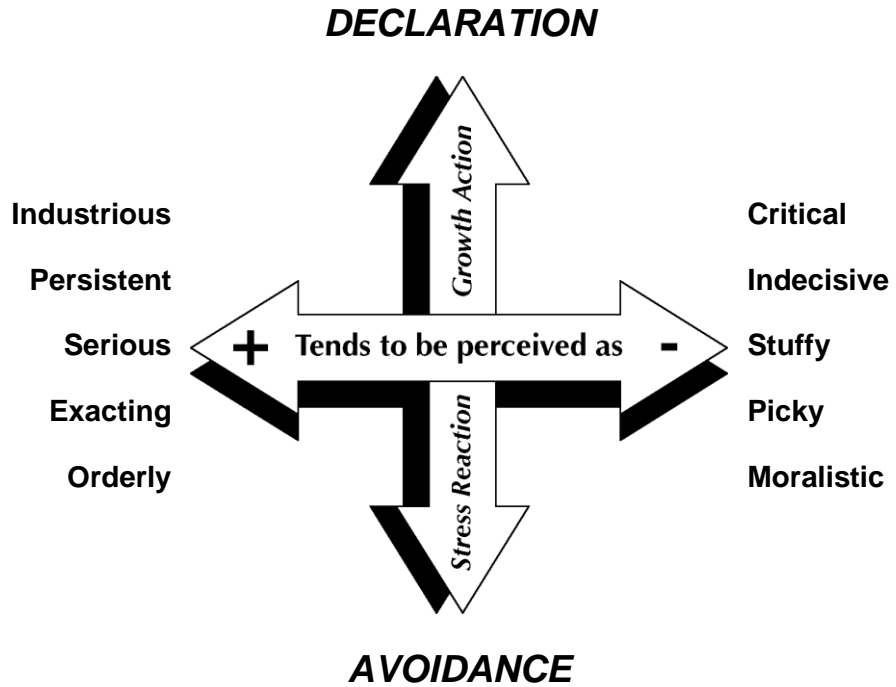 DECLARATION
Growth Action
Industrious
Persistent
Serious
Exacting
Orderly
+ Tends to be perceived as -
Critical
Indecisive
Stuffy
Picky
Moralistic
Stress Reaction
AVOIDANCE